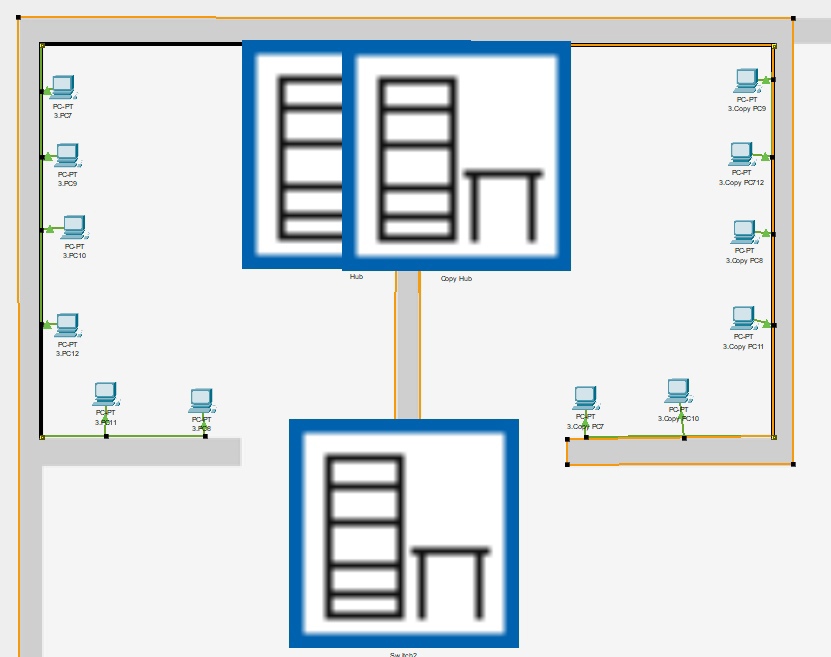 PC-PT
3.PC7
PC-PT
3.PC9
PC-PT
3.PC10
PC-PT
3.PC12
PC-PT
3.PC11
PC-PT
3.PC8
Hub
Copy Hub
PC-PT
3.Copy PC9
PC-PT
3.Copy PC712
PC-PT
3.Copy PC8
PC-PT
3.Copy PC11
PC-PT
3.Copy PC7
PC-PT
3.Copy PC10
Switch2